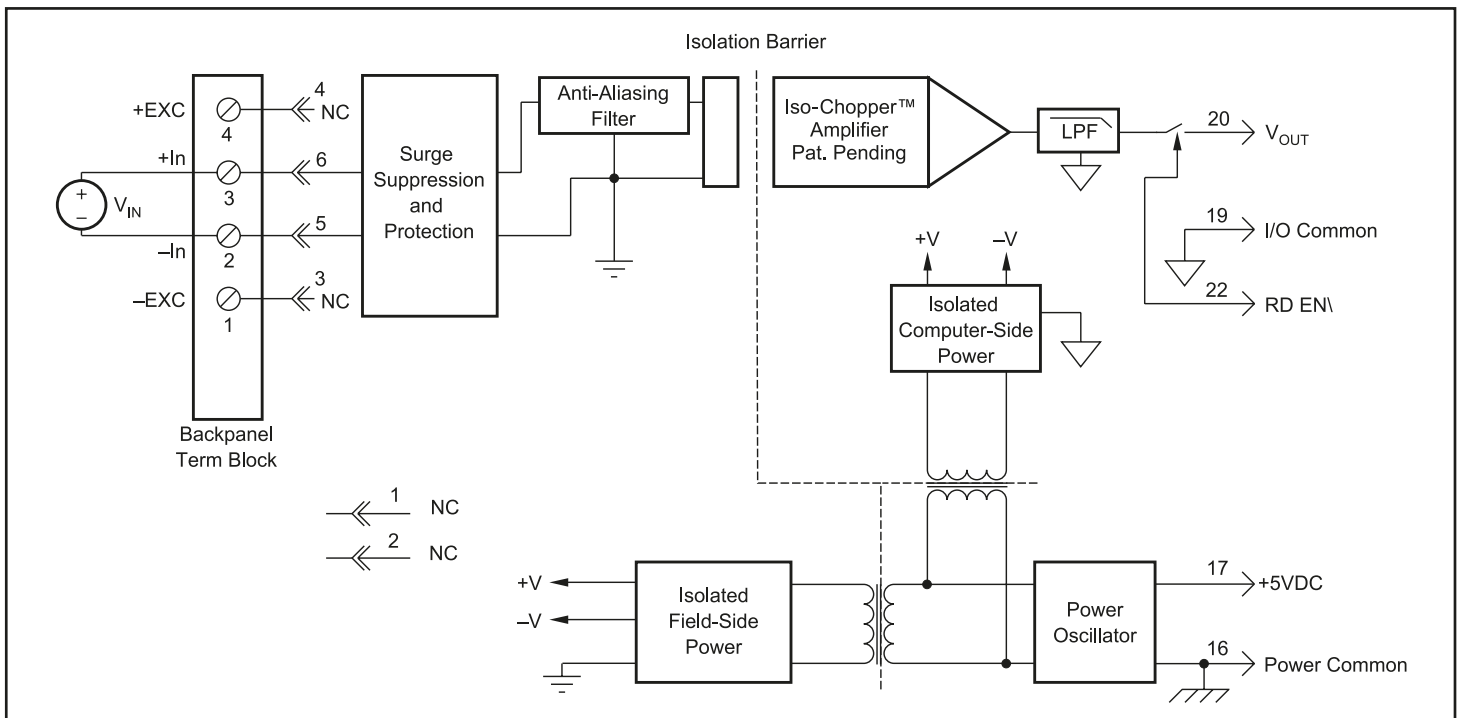 Isolation Barrier
+EXC
4
4
NC
+In
3
6
+
–
V_IN
–In
2
5
–EXC
1
3
NC
Backpanel
Term Block
Surge
Suppression
and
Protection
Anti-Aliasing
Filter
Iso-Chopper™
Amplifier
Pat. Pending
LPF
20
V_OUT
19
I/O Common
22
RD EN\
+V
–V
Isolated
Computer-Side
Power
1
NC
2
NC
+V
–V
Isolated
Field-Side
Power
Power
Oscillator
17
+5VDC
16
Power Common